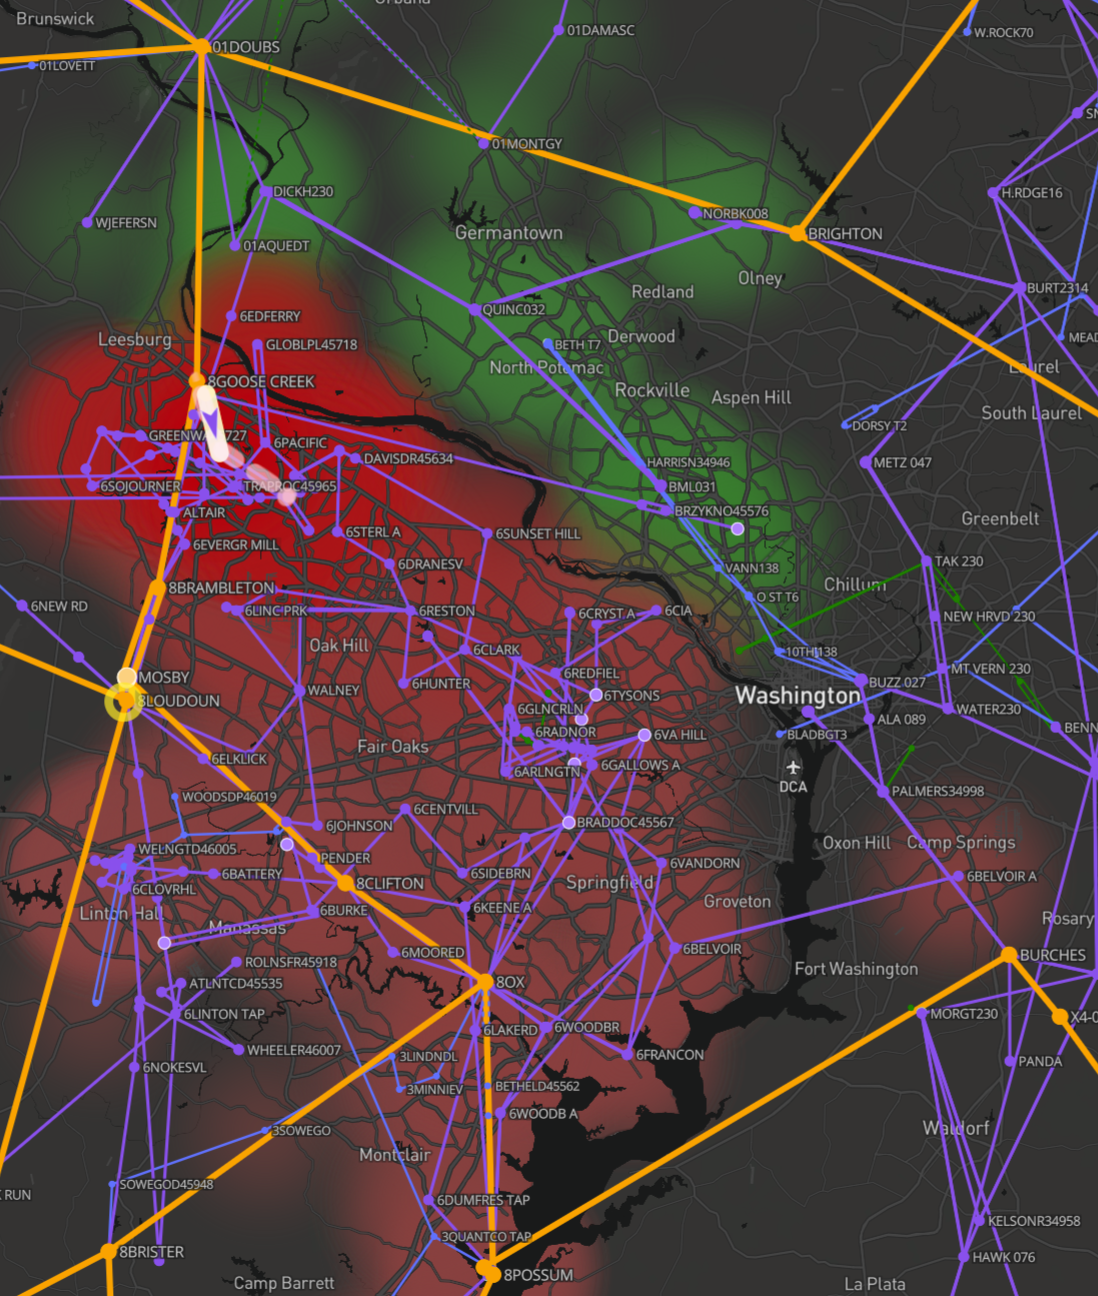 Brunswick
01DOUBS
01LOVETT
01DAMASC
W.ROCK70
01MONTGY
DICKH230
H.RDGE16
WJEFERSN
NORBK008
Germantown
BRIGHTON
01AQUEDT
Olney
Redland
BURT2314
6EDFERRY
QUINC032
Leesburg
GLOBLPL45718
BETH T7
Derwood
North Potomac
Laurel
8GOOSE CREEK
Rockville
Aspen Hill
South Laurel
DORSY T2
6PACIFIC
DAVISDR45634
HARRISN34946
METZ 047
6SOJOURNER
TRAPROC45965
BML031
ALTAIR
BRZYKNO45576
Greenbelt
6STERL A
6SUNSET HILL
6EVERGR MILL
6DRANESV
VANN138
TAK 230
8BRAMBLETON
Chillum
O ST T6
6NEW RD
6LINC PRK
6RESTON
6CRYST A
6CIA
NEW HRVD 230
Oak Hill
6CLARK
10THJ138
MOSBY
6REDFIEL
MT VERN 230
6HUNTER
BUZZ 027
WALNEY
6TYSONS
Washington
8LOUDOUN
6GLNCRLN
WATER230
ALA 089
6RADNOR
6VA HILL
BLADBGT3
Fair Oaks
6ELKLICK
6ARLNGTN
6GALLOWS A
DCA
PALMERS34998
WOODSDP46019
6CENTVILL
6JOHNSON
BRADDOC45567
Oxon Hill
Camp Springs
WELNGTD46005
PENDER
6VANDORN
6BATTERY
6SIDEBRN
6BELVOIR A
8CLIFTON
Springfield
6CLOVRHL
Groveton
6BURKE
6KEENE A
Linton Hall
Manassas
6MOORED
6BELVOIR
BURCHES
ROLNSFR45918
Fort Washington
8OX
ATLNTCD45535
6LINTON TAP
MORGT230
6LAKERD
6WOODBR
WHEELER46007
3LINDNDL
6FRANCON
6NOKESVL
PANDA
3MINNIEV
BETHELD45562
6WOODB A
3SOWEGO
Waldorf
Montclair
SOWEGOD45948
RUN
6DUMFRES TAP
KELSONR34958
3QUANTCO TAP
8BRISTER
HAWK 076
8POSSUM
Camp Barrett
La Plata